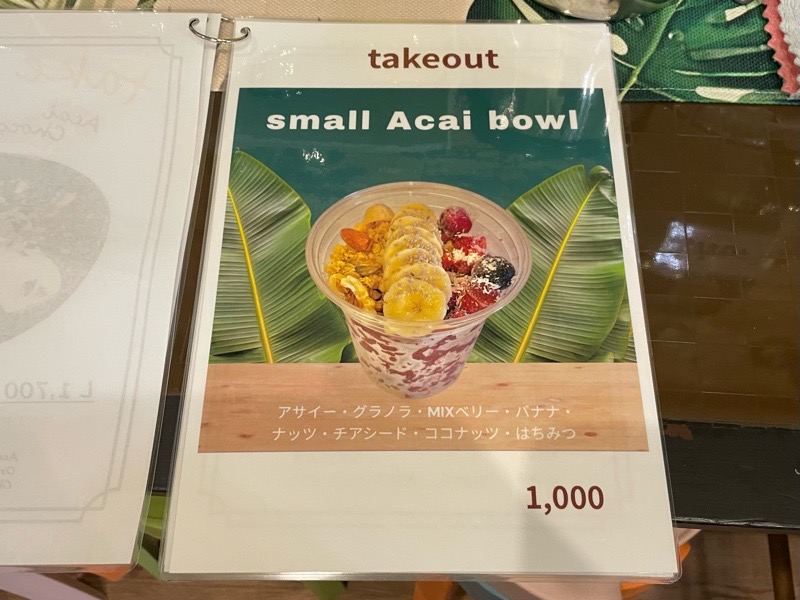 takeout
small Acai bowl
アサイー・グラノラ・MIXベリー・バナナ・
ナッツ・チアシード・ココナッツ・はちみつ
1,000
L 1,700